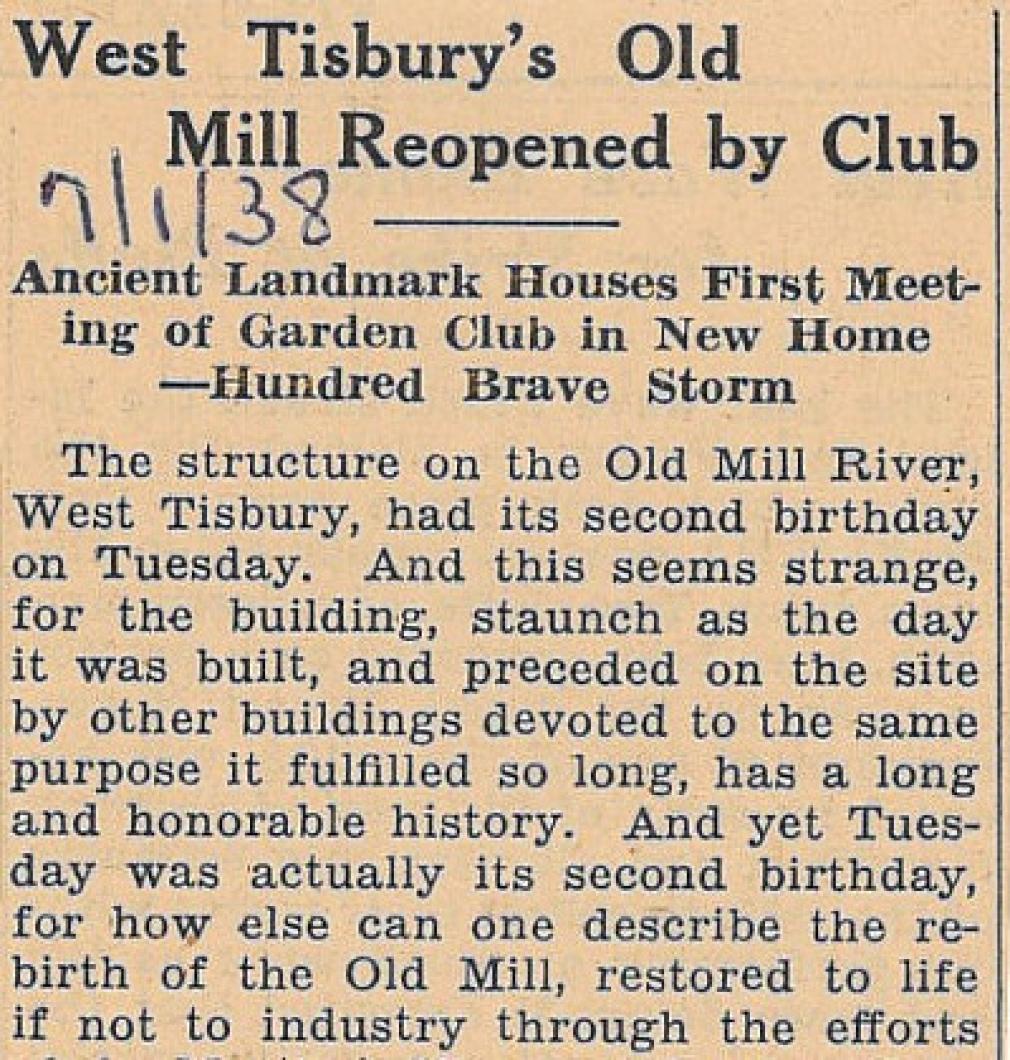 West Tisbury's Old
Mill Reopened by Club
7/1/38
Ancient Landmark Houses First Meet-
ing of Garden Club in New Home
—Hundred Brave Storm
The structure on the Old Mill River,
West Tisbury, had its second birthday
on Tuesday. And this seems strange,
for the building, staunch as the day
it was built, and preceded on the site
by other buildings devoted to the same
purpose it fulfilled so long, has a long
and honorable history. And yet Tues-
day was actually its second birthday,
for how else can one describe the re-
birth of the Old Mill, restored to life
if not to industry through the efforts